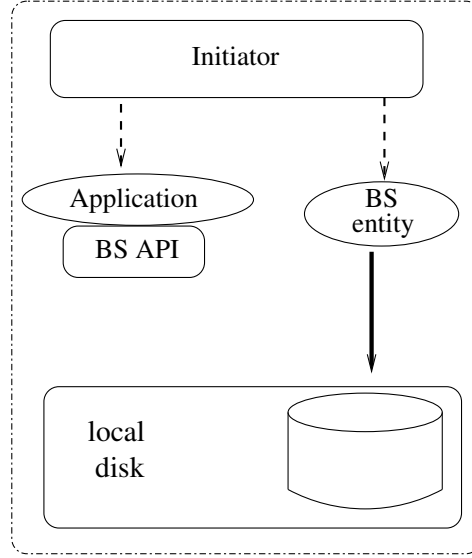 Initiator
Application
BS API
BS
entity
local
disk